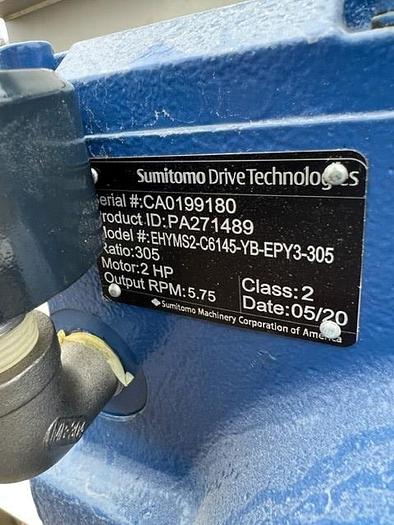 Sumitomo Drive Technologies
erial #:CA0199180
roduct ID:PA271489
Model #:EHYMS2-C6145-YB-EPY3-305
Ratio:305
Motor:2 HP
Output RPM:5.75
Class:2
Date:05/20
Sumitomo Machinery Corporation of America